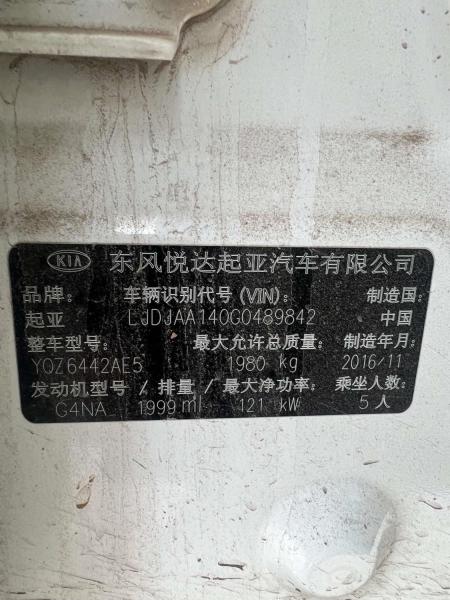 KIA 东风悦达起亚汽车有限公司
品牌: 车辆识别代号(VIN): 制造国:
起亚 LJDJAA140G0489842 中国
整车型号: 最大允许总质量: 制造年月:
YQZ6442AE5 1980 kg 2016/11
发动机型号 / 排量 / 最大净功率: 乘坐人数:
G4NA 1999 ml 121 kW 5 人